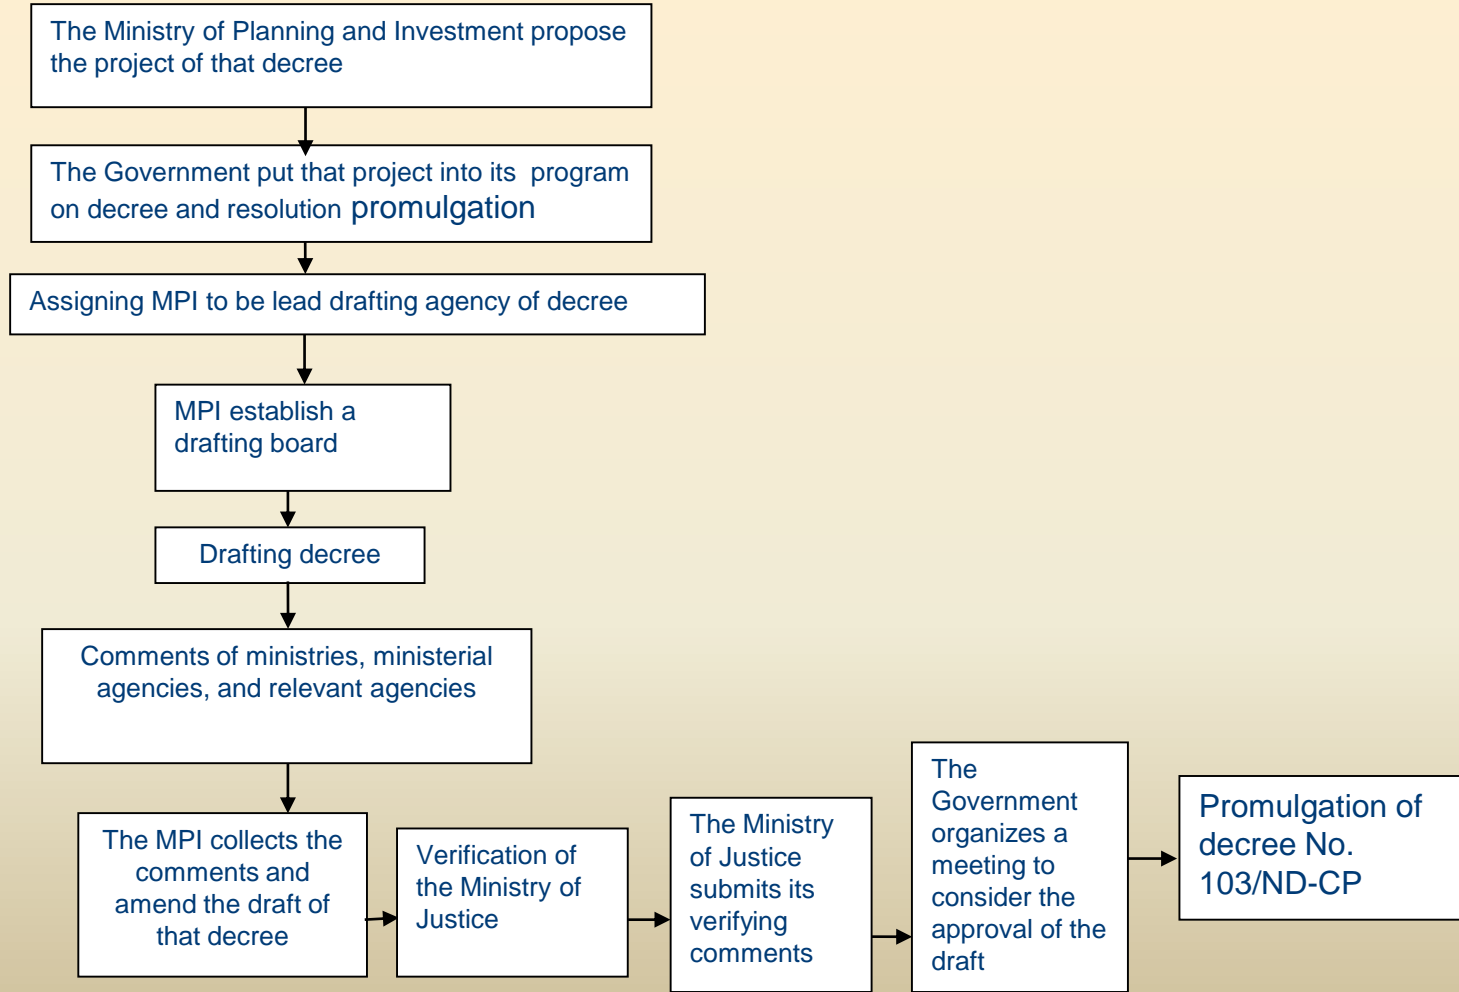 The Ministry of Planning and Investment propose
the project of that decree
The Government put that project into its program
on decree and resolution promulgation
Assigning MPI to be lead drafting agency of decree
MPI establish a
drafting board
Drafting decree
Comments of ministries, ministerial
agencies, and relevant agencies
The MPI collects the
comments and
amend the draft of
that decree
Verification of
the Ministry of
Justice
The Ministry
of Justice
submits its
verifying
comments
The
Government
organizes a
meeting to
consider the
approval of the
draft
Promulgation of
decree No.
103/ND-CP